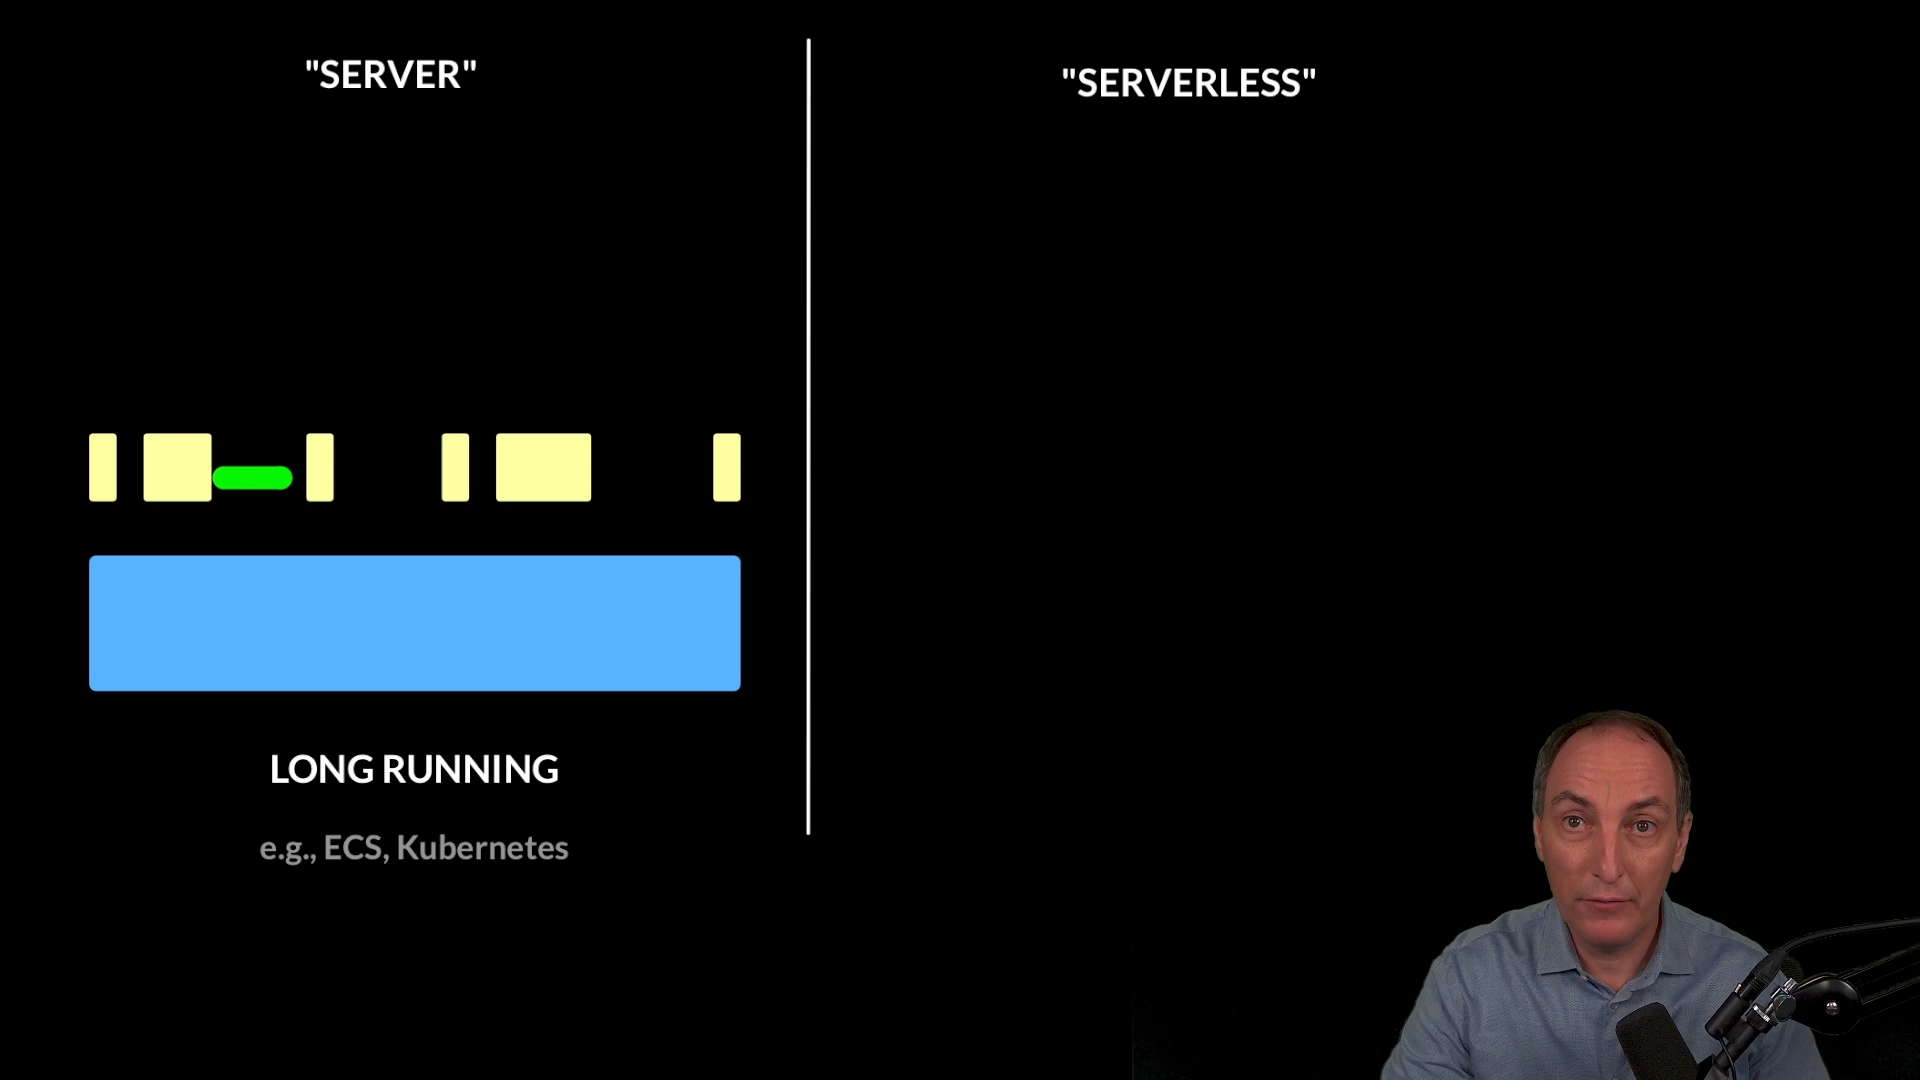 "SERVER"
"SERVERLESS"
LONG RUNNING
e.g., ECS, Kubernetes